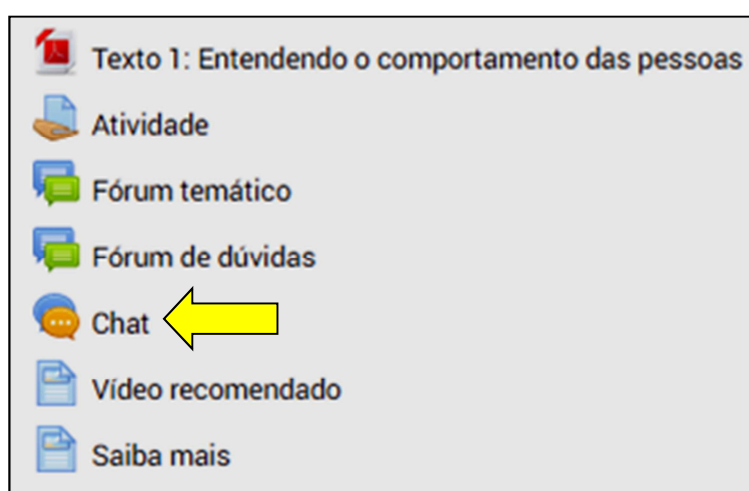 Texto 1: Entendendo o comportamento das pessoas
Atividade
Fórum temático
Fórum de dúvidas
Chat
Vídeo recomendado
Saiba mais